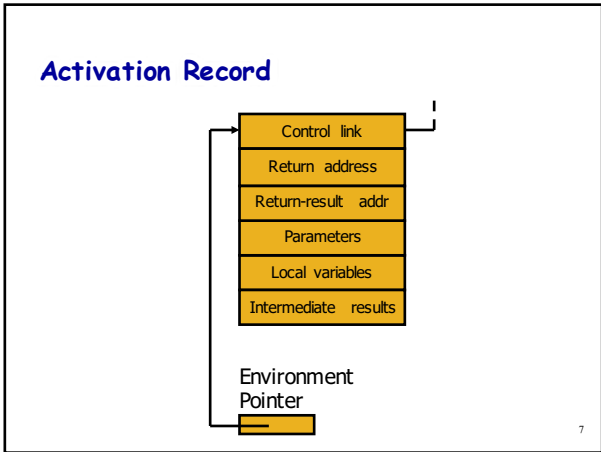 Activation Record
Control link
Return address
Return-result addr
Parameters
Local variables
Intermediate results
Environment
Pointer
7